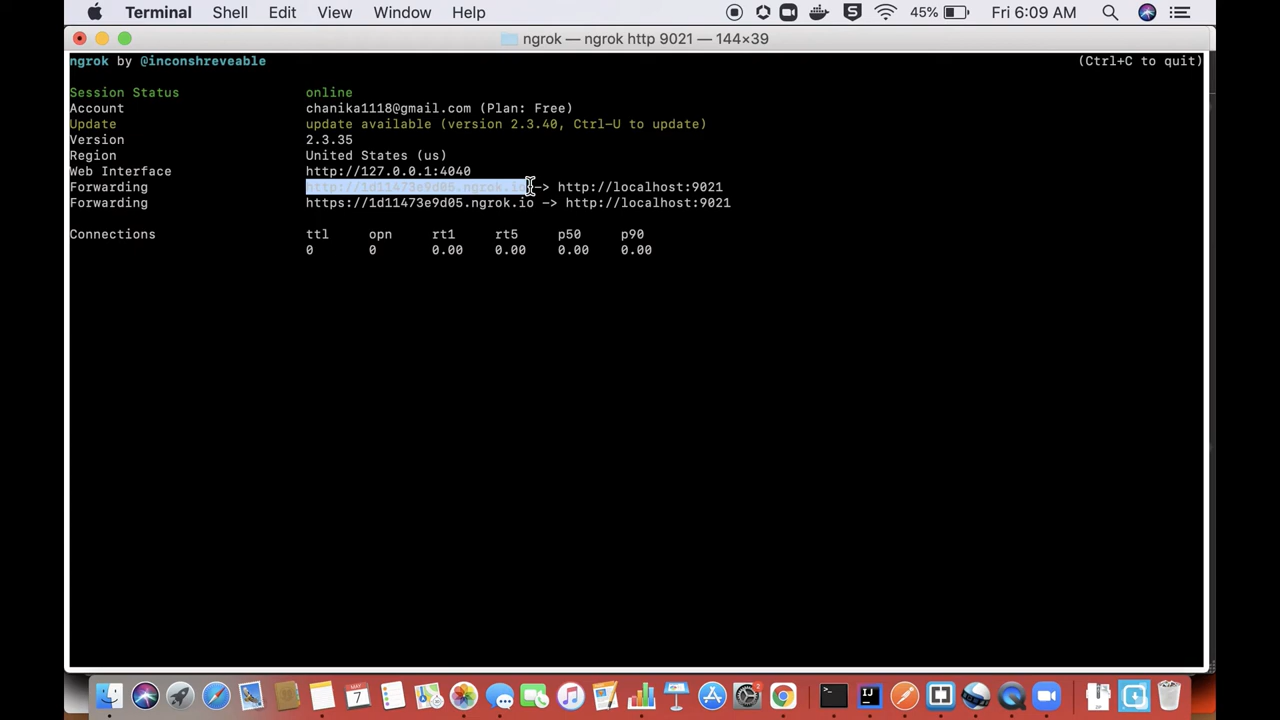 Terminal Shell Edit View Window Help 45% Fri 6:09 AM
ngrok — ngrok http 9021 — 144×39
ngrok by @inconshreveable (Ctrl+C to quit)
Session Status online
Account chanika1118@gmail.com (Plan: Free)
Update update available (version 2.3.40, Ctrl-U to update)
Version 2.3.35
Region United States (us)
Web Interface http://127.0.0.1:4040
Forwarding http://1d11473e9d05.ngrok.io -> http://localhost:9021
Forwarding https://1d11473e9d05.ngrok.io -> http://localhost:9021
Connections ttl opn rt1 rt5 p50 p90
0 0 0.00 0.00 0.00 0.00